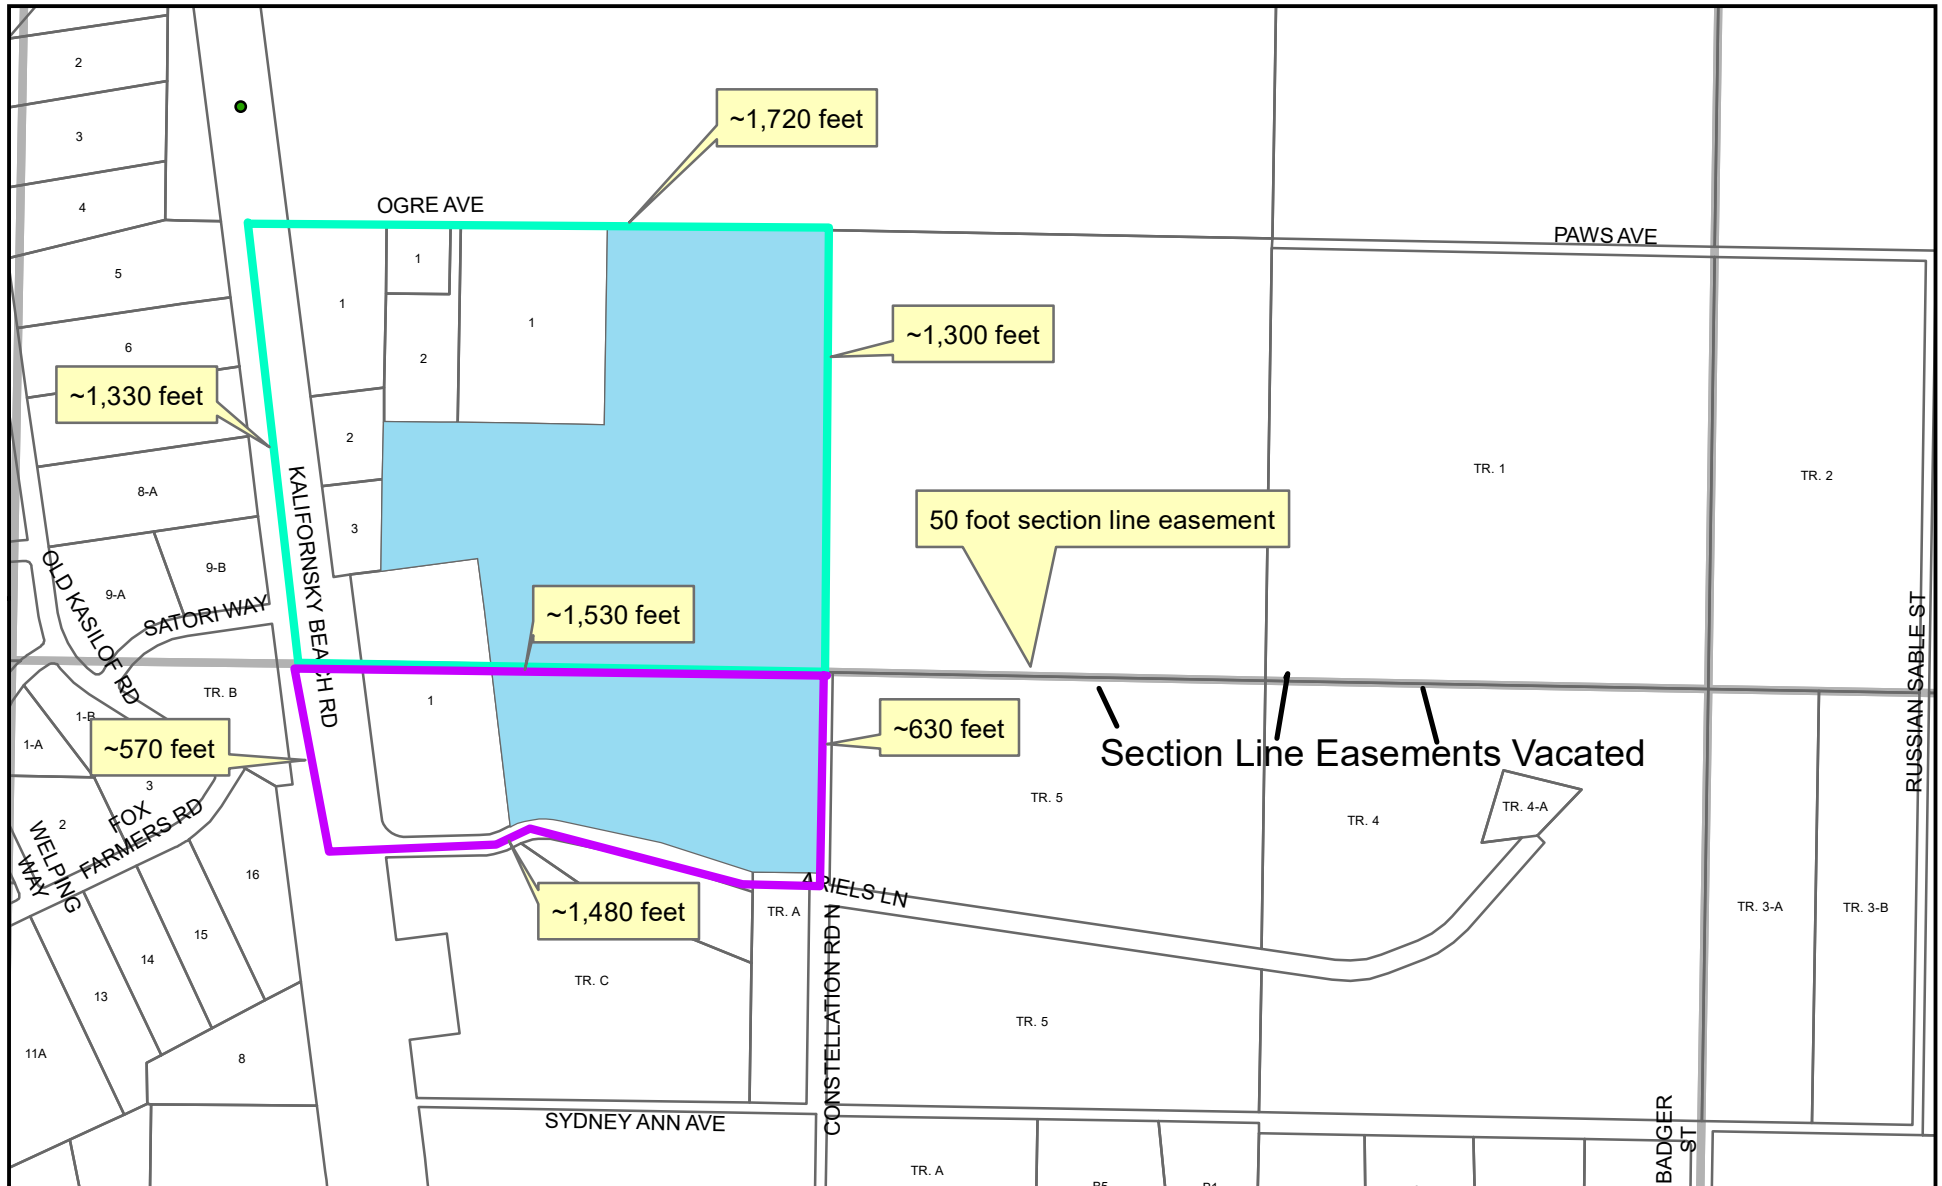 2
3
4
5
6
8-A
9-A
9-B
~1,720 feet
OGRE AVE
PAWS AVE
1
1
1
2
2
3
~1,330 feet
~1,300 feet
TR. 1
TR. 2
50 foot section line easement
KALIFORNSKY BEACH RD
OLD KASILOF RD
SATORI WAY
~1,530 feet
RUSSIAN SABLE ST
TR. B
1-B
1-A
1
~570 feet
~630 feet
Section Line Easements Vacated
3
2
FOX
FARMERS RD
WELPING
WAY
TR. 5
TR. 4
TR. 4-A
16
15
14
13
11A
8
ARIELS LN
~1,480 feet
TR. A
TR. C
CONSTELLATION RD N
TR. 5
TR. 3-A
TR. 3-B
SYDNEY ANN AVE
BADGER
ST
TR. A